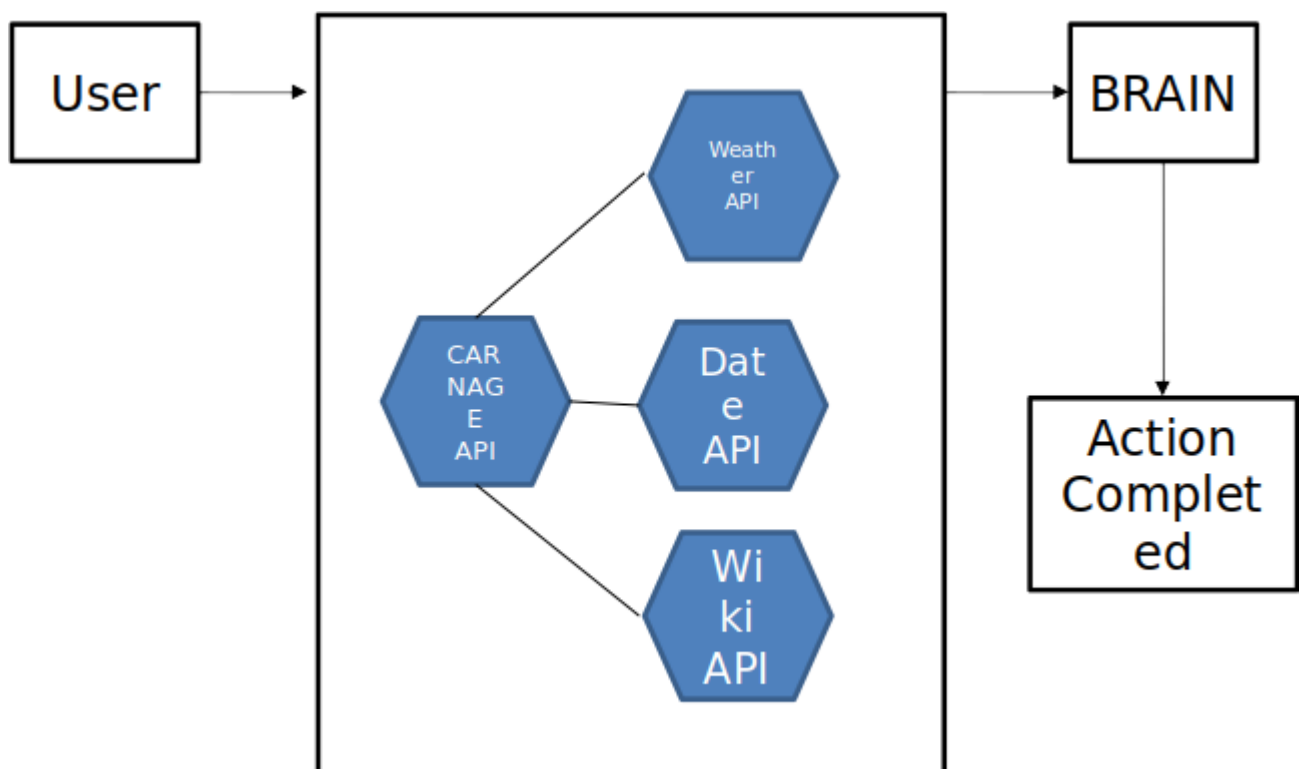 User
BRAIN
Weath
er
API
CAR
NAG
E
API
Dat
e
API
Wi
ki
API
Action
Complet
ed